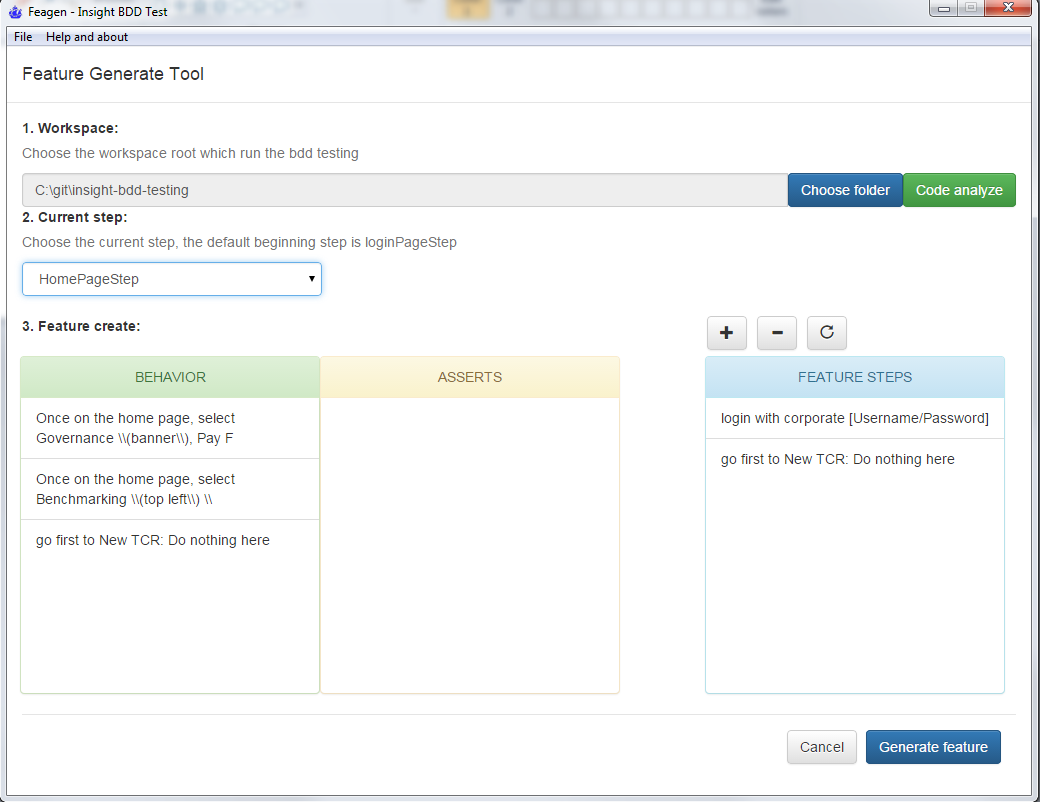 Feagen - Insight BDD Test
File Help and about
Feature Generate Tool
1. Workspace:
Choose the workspace root which run the bdd testing
C:\git\insight-bdd-testing
Choose folder
Code analyze
2. Current step:
Choose the current step, the default beginning step is loginPageStep
HomePageStep
3. Feature create:
BEHAVIOR
ASSERTS
FEATURE STEPS
Once on the home page, select
Governance \\(banner\\), Pay F
Once on the home page, select
Benchmarking \\(top left\\) \\
go first to New TCR: Do nothing here
login with corporate [Username/Password]
go first to New TCR: Do nothing here
Cancel
Generate feature